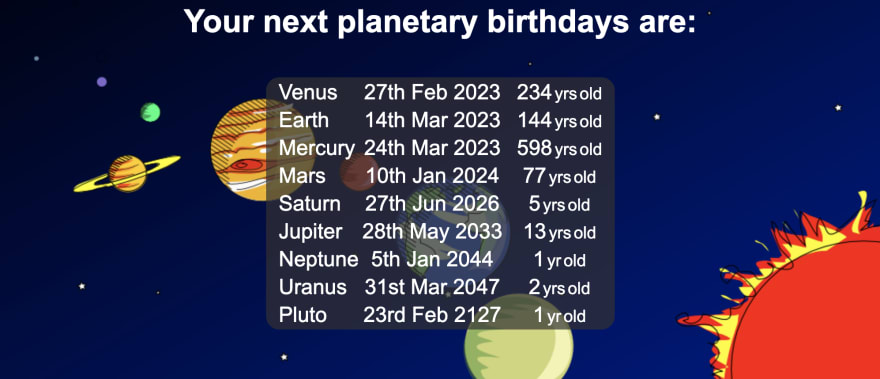 Your next planetary birthdays are:
Venus 27th Feb 2023 234 yrs old
Earth 14th Mar 2023 144 yrs old
Mercury 24th Mar 2023 598 yrs old
Mars 10th Jan 2024 77 yrs old
Saturn 27th Jun 2026 5 yrs old
Jupiter 28th May 2033 13 yrs old
Neptune 5th Jan 2044 1 yr old
Uranus 31st Mar 2047 2 yrs old
Pluto 23rd Feb 2127 1 yr old